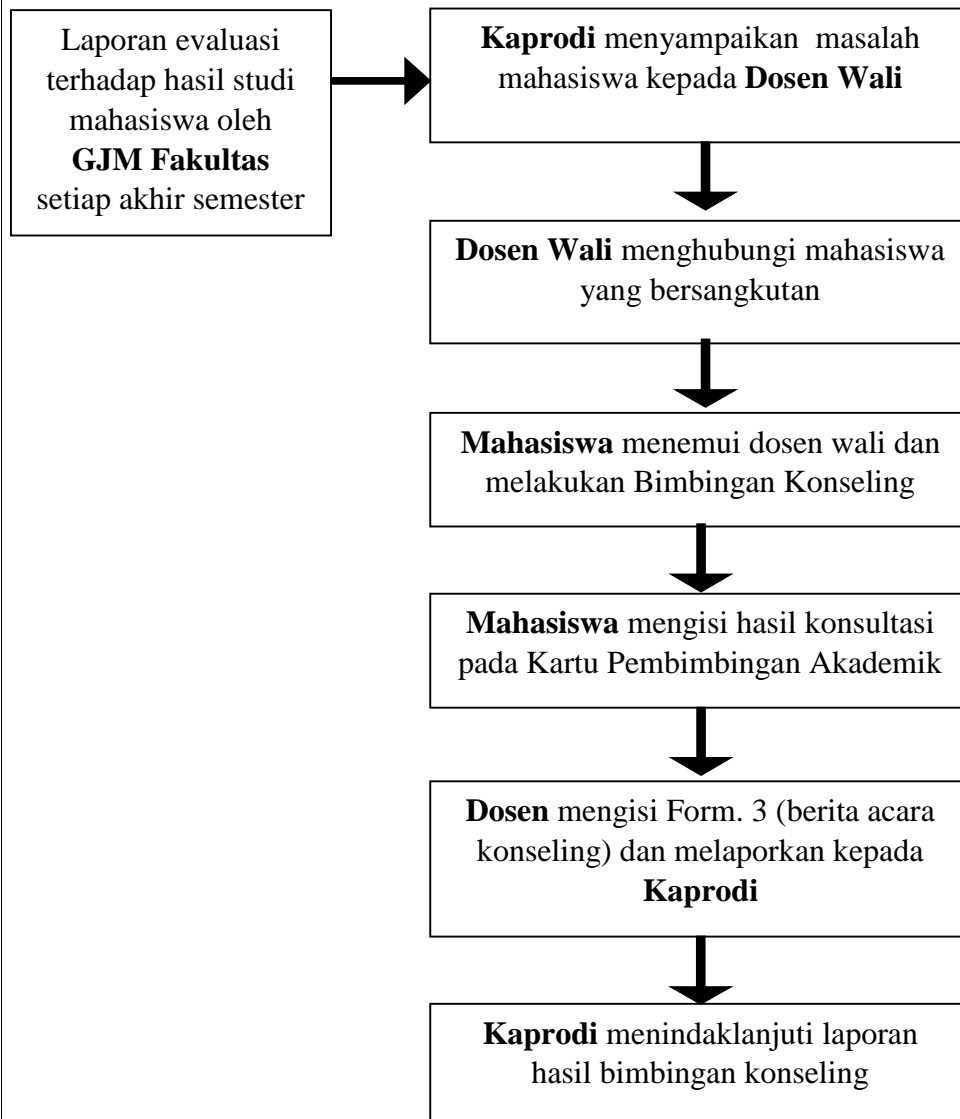 Laporan evaluasi
terhadap hasil studi
mahasiswa oleh
GJM Fakultas
setiap akhir semester
Kaprodi menyampaikan  masalah
mahasiswa kepada Dosen Wali
Dosen Wali menghubungi mahasiswa
yang bersangkutan
Mahasiswa menemui dosen wali dan
melakukan Bimbingan Konseling
Mahasiswa mengisi hasil konsultasi
pada Kartu Pembimbingan Akademik
Dosen mengisi Form. 3 (berita acara
konseling) dan melaporkan kepada
Kaprodi
Kaprodi menindaklanjuti laporan
hasil bimbingan konseling